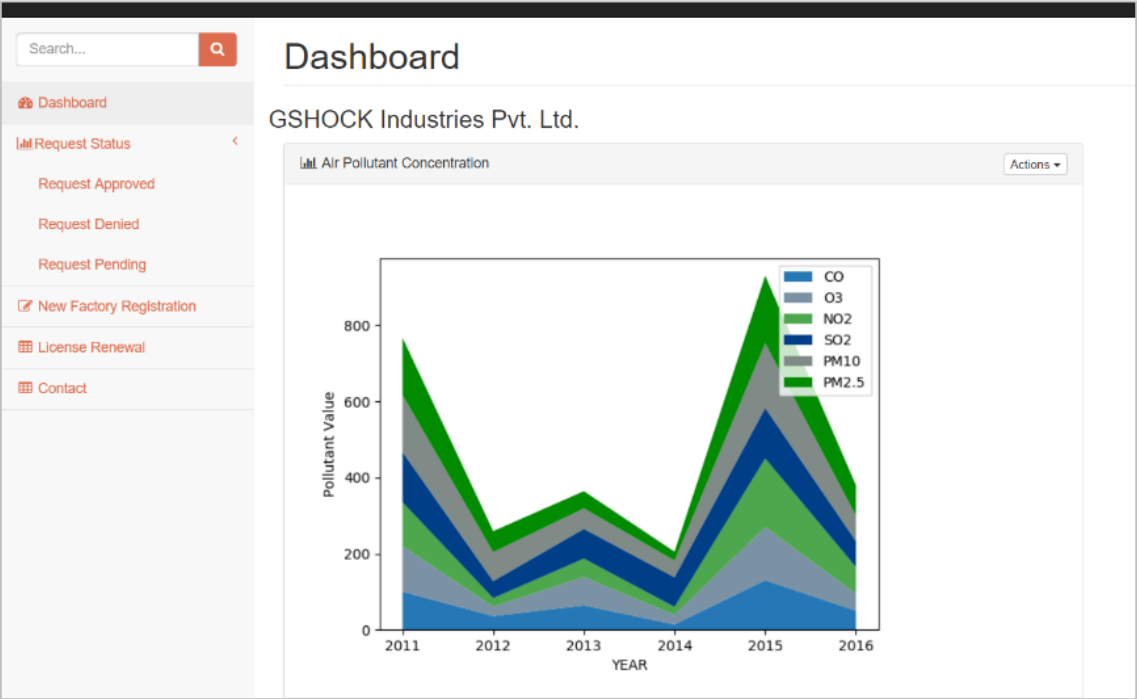 Search...
Dashboard
Request Status
Request Approved
Request Denied
Request Pending
New Factory Registration
License Renewal
Contact
Dashboard
GSHOCK Industries Pvt. Ltd.
Air Pollutant Concentration
Actions
CO
O3
NO2
SO2
PM10
PM2.5
Pollutant Value
800
600
400
200
0
2011 2012 2013 2014 2015 2016
YEAR